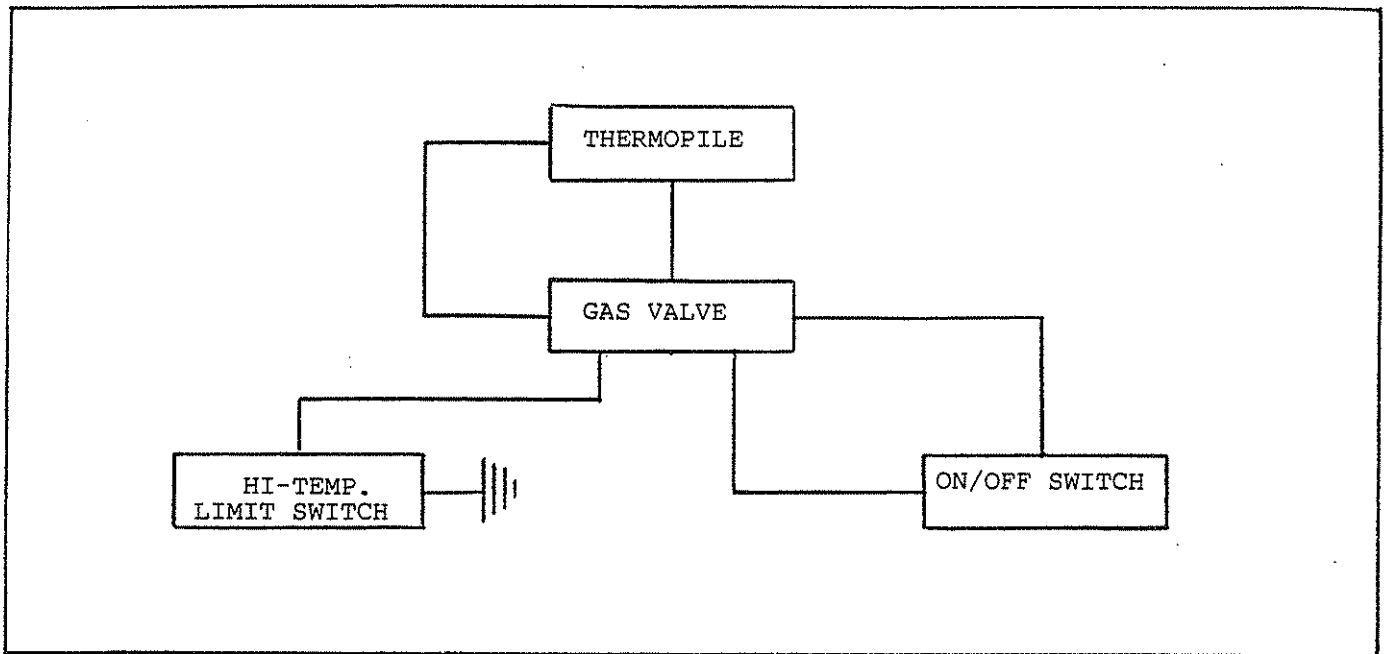 THERMOPILE
GAS VALVE
HI-TEMP.
LIMIT SWITCH
ON/OFF SWITCH